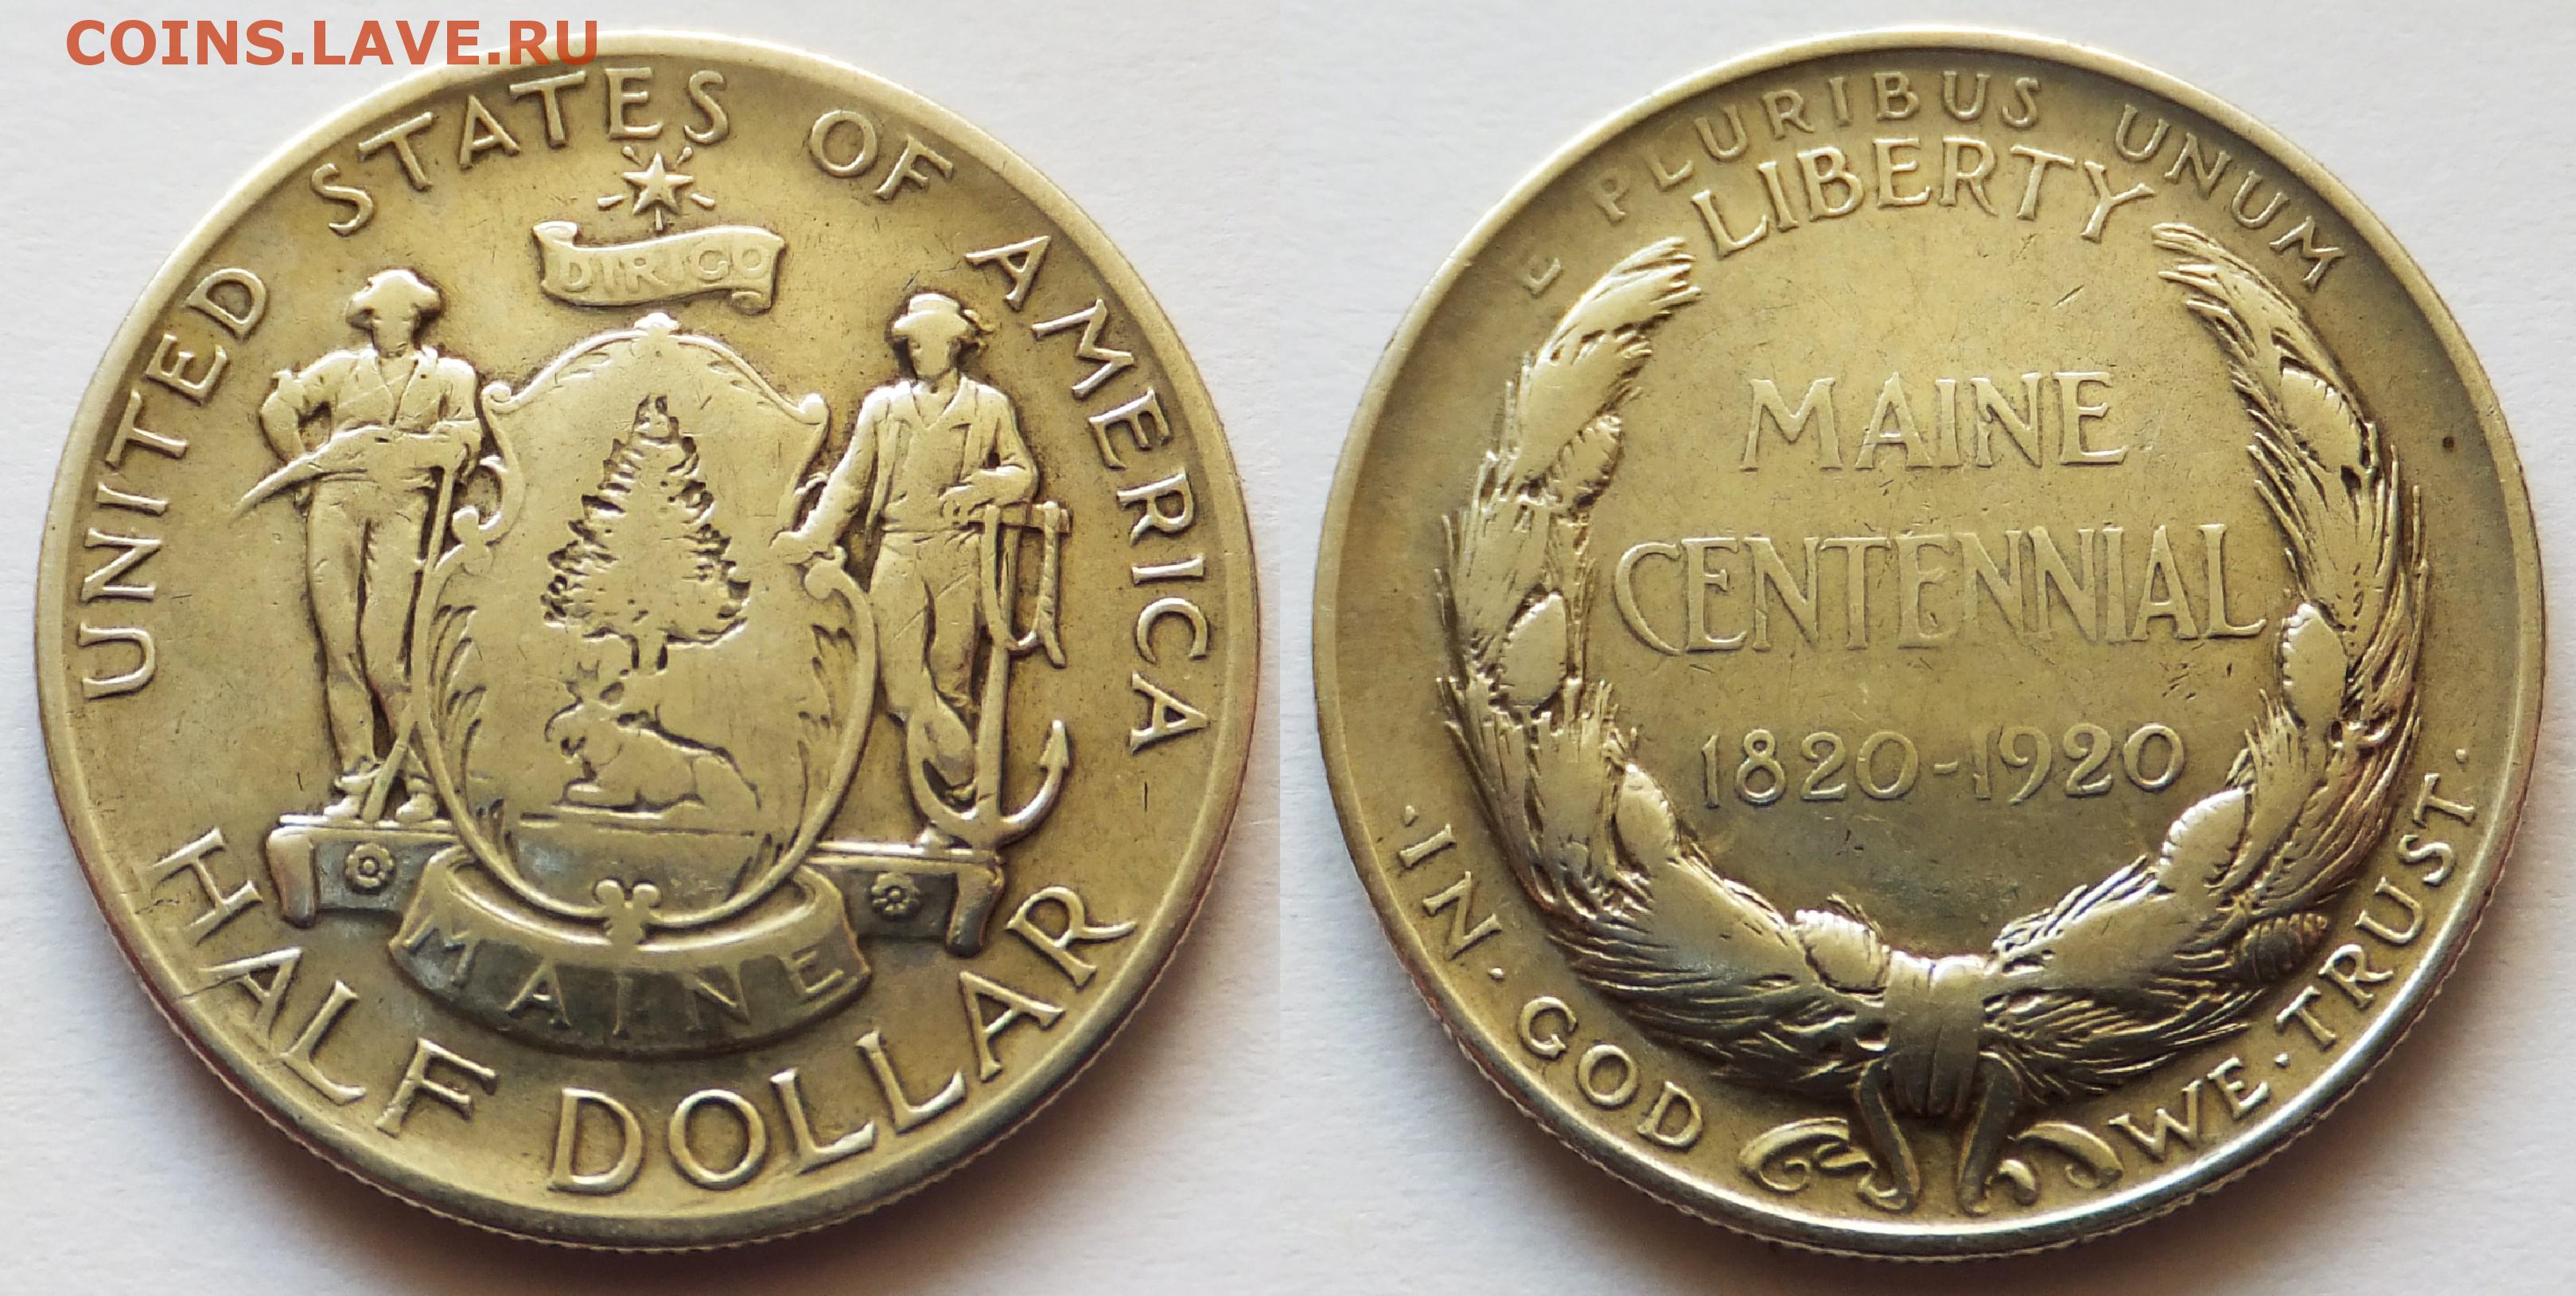 COINS.LAVE.RU
UNITED STATES OF AMERICA
DIRIGO
MAINE
HALF DOLLAR
E PLURIBUS UNUM
LIBERTY
MAINE
CENTENNIAL
1820-1920
·IN·GOD WE·TRUST·